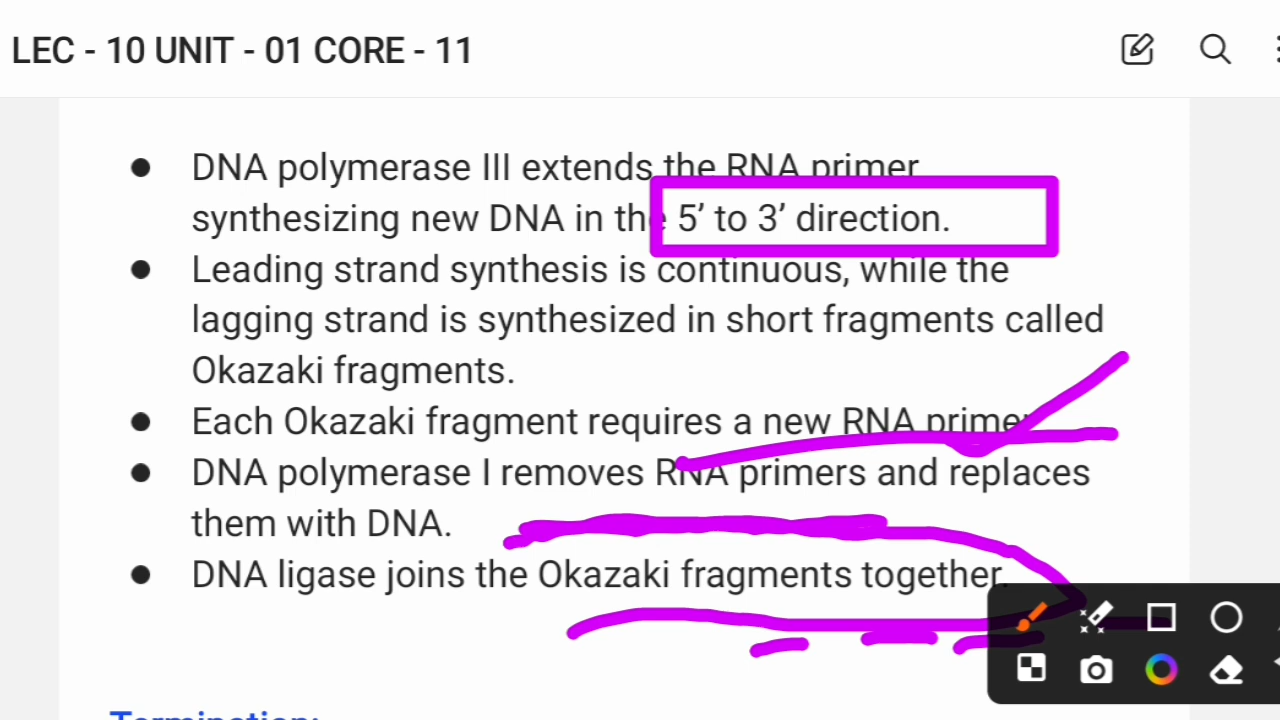 LEC - 10 UNIT - 01 CORE - 11
● DNA polymerase III extends the RNA primer
synthesizing new DNA in the 5’ to 3’ direction.
● Leading strand synthesis is continuous, while the
lagging strand is synthesized in short fragments called
Okazaki fragments.
● Each Okazaki fragment requires a new RNA primer
● DNA polymerase I removes RNA primers and replaces
them with DNA.
● DNA ligase joins the Okazaki fragments together.
Termination: